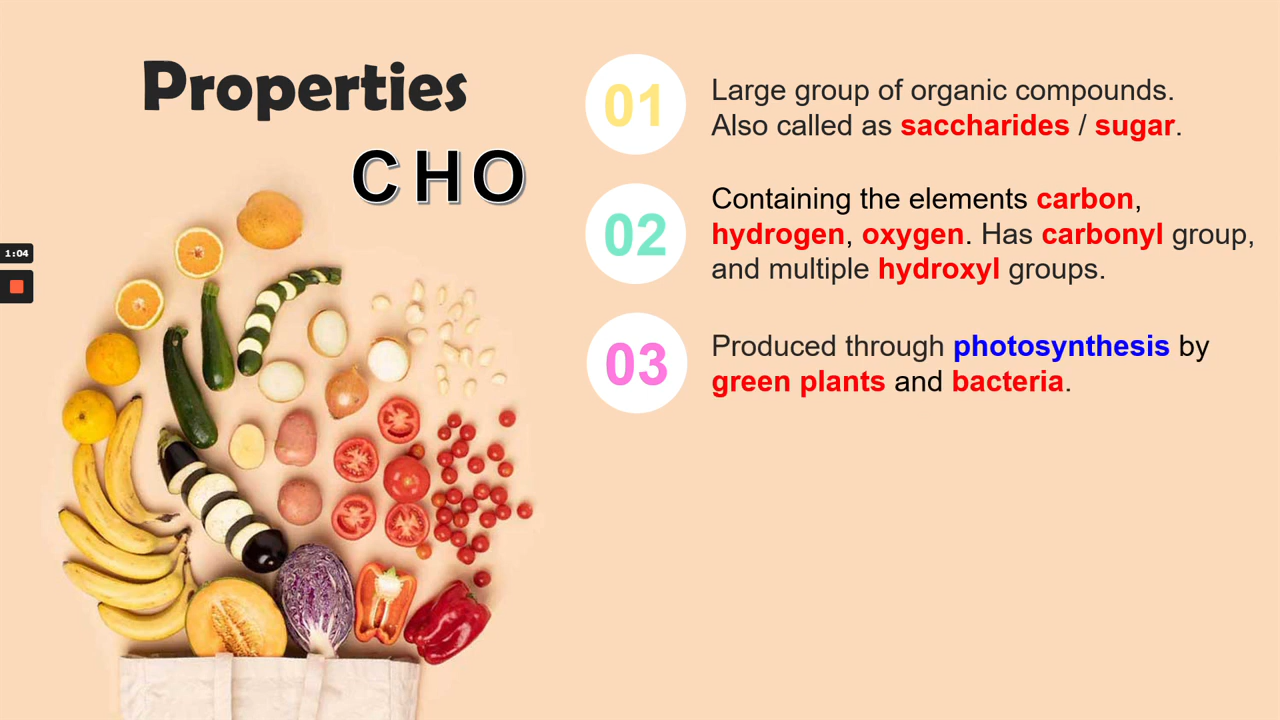 Properties
CHO
01
Large group of organic compounds.
Also called as saccharides / sugar.
02
Containing the elements carbon,
hydrogen, oxygen. Has carbonyl group,
and multiple hydroxyl groups.
03
Produced through photosynthesis by
green plants and bacteria.
1:04